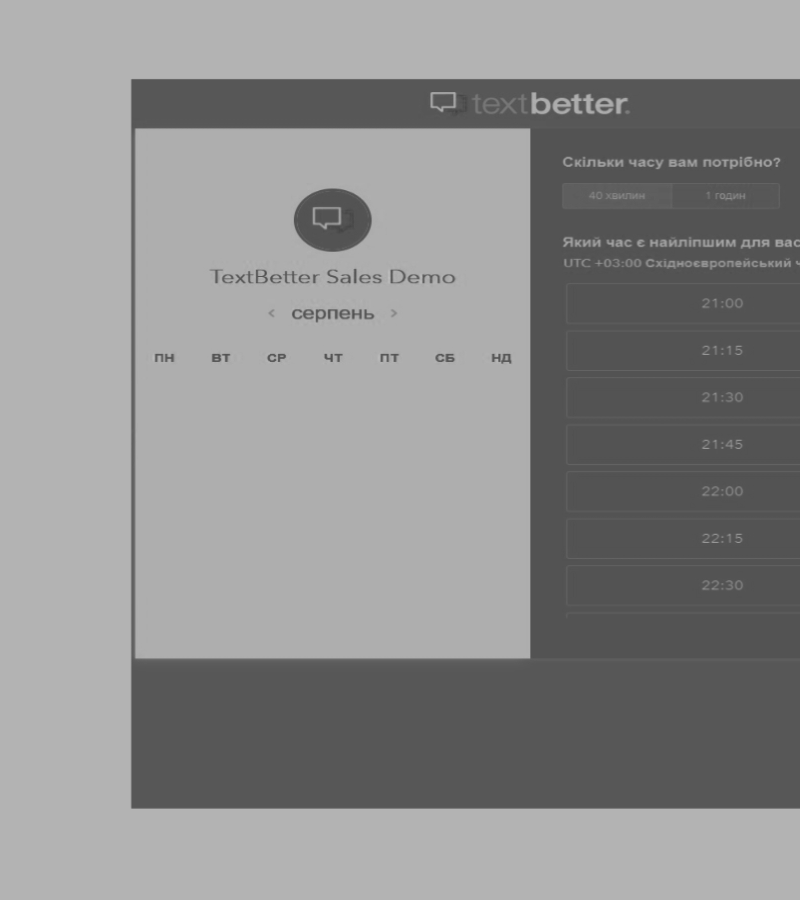 textbetter.
TextBetter Sales Demo
‹ серпень ›
ПН ВТ СР ЧТ ПТ СБ НД
Скільки часу вам потрібно?
40 хвилин 1 годин
Який час є найліпшим для вас
UTC +03:00 Східноєвропейський
21:00
21:15
21:30
21:45
22:00
22:15
22:30